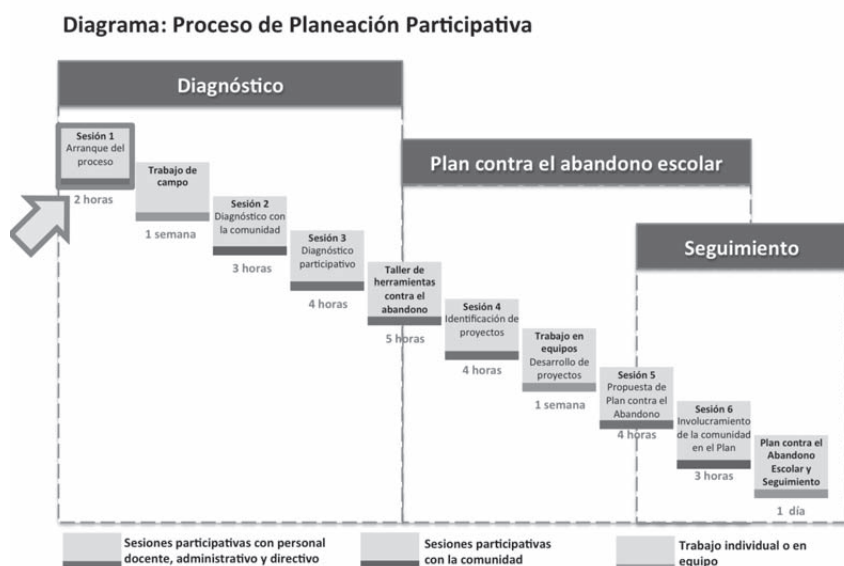 Diagrama: Proceso de Planeación Participativa
Diagnóstico
Plan contra el abandono escolar
Seguimiento
Sesión 1
Arranque del
proceso
2 horas
Trabajo de
campo
1 semana
Sesión 2
Diagnóstico con
la comunidad
3 horas
Sesión 3
Diagnóstico
participativo
4 horas
Taller de
herramientas
contra el
abandono
5 horas
Sesión 4
Identificación de
proyectos
4 horas
Trabajo en
equipos
Desarrollo de
proyectos
1 semana
Sesión 5
Propuesta de
Plan contra el
Abandono
4 horas
Sesión 6
Involucramiento
de la comunidad
en el Plan
3 horas
Plan contra el
Abandono
Escolar y
Seguimiento
1 día
Sesiones participativas con personal
docente, administrativo y directivo
Sesiones participativas
con la comunidad
Trabajo individual o en
equipo